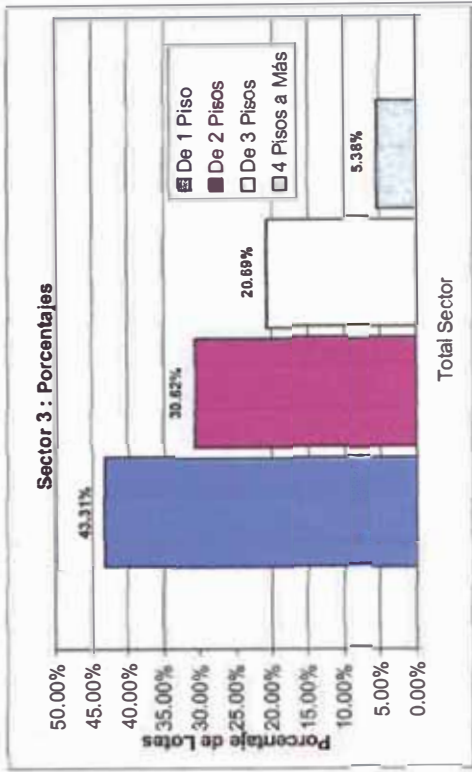 Sector 3 : Porcentajes
Porcentaje de Lotes
50.00%
45.00%
40.00%
35.00%
30.00%
25.00%
20.00%
15.00%
10.00%
5.00%
0.00%
43.31%
30.62%
20.69%
5.38%
De 1 Piso
De 2 Pisos
De 3 Pisos
4 Pisos a Más
Total Sector